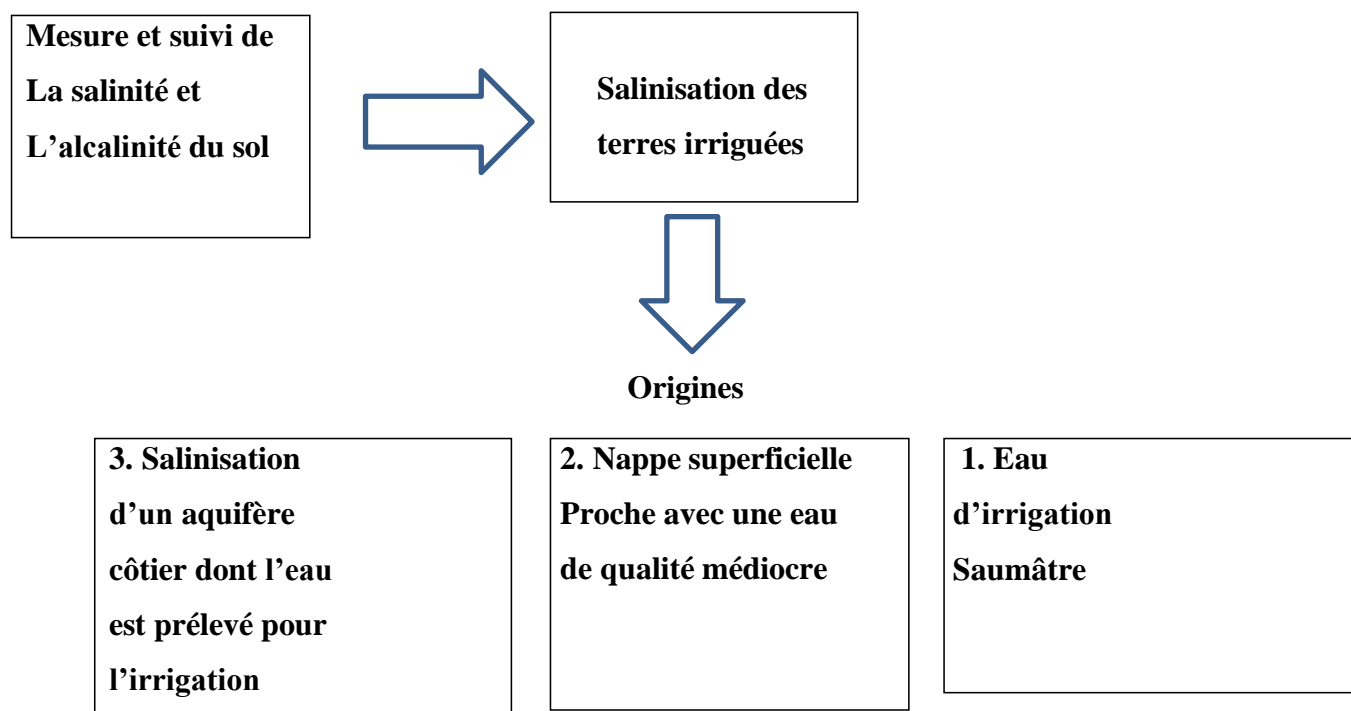 Mesure et suivi de
La salinité et
L’alcalinité du sol
Salinisation des
terres irriguées
Origines
3. Salinisation
d’un aquifère
côtier dont l’eau
est prélevé pour
l’irrigation
2. Nappe superficielle
Proche avec une eau
de qualité médiocre
1. Eau
d’irrigation
Saumâtre